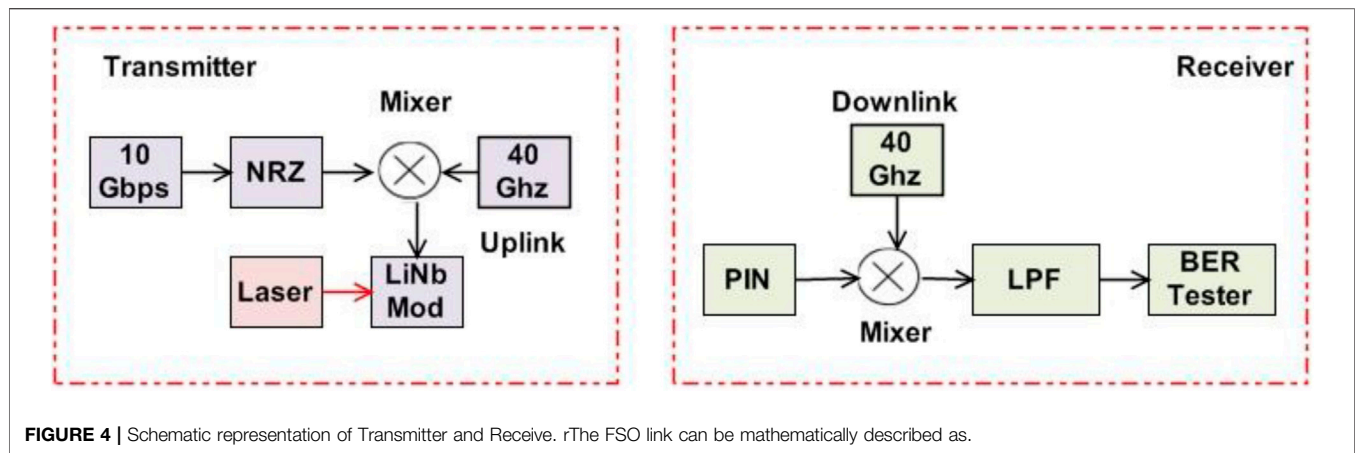 Transmitter
Mixer
10
Gbps
NRZ
40
Ghz
Uplink
Laser
LiNb
Mod
Receiver
Downlink
40
Ghz
PIN
Mixer
LPF
BER
Tester
FIGURE 4 | Schematic representation of Transmitter and Receive. rThe FSO link can be mathematically described as.